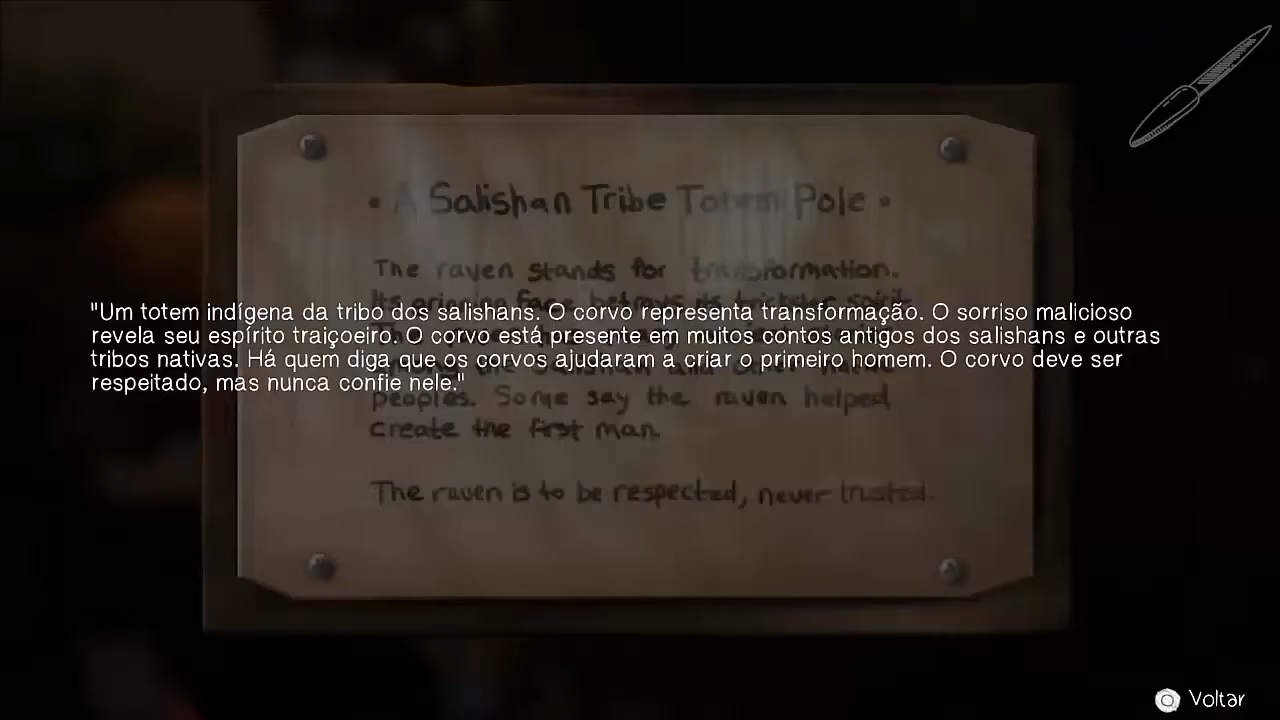 • A Salishan Tribe Totem Pole •
The raven stands for transformation.
"Um totem indígena da tribo dos salishans. O corvo representa transformação. O sorriso malicioso
revela seu espírito traiçoeiro. O corvo está presente em muitos contos antigos dos salishans e outras
tribos nativas. Há quem diga que os corvos ajudaram a criar o primeiro homem. O corvo deve ser
respeitado, mas nunca confie nele."
peoples. Some say the raven helped
create the first man.
The raven is to be respected, never trusted.
Voltar